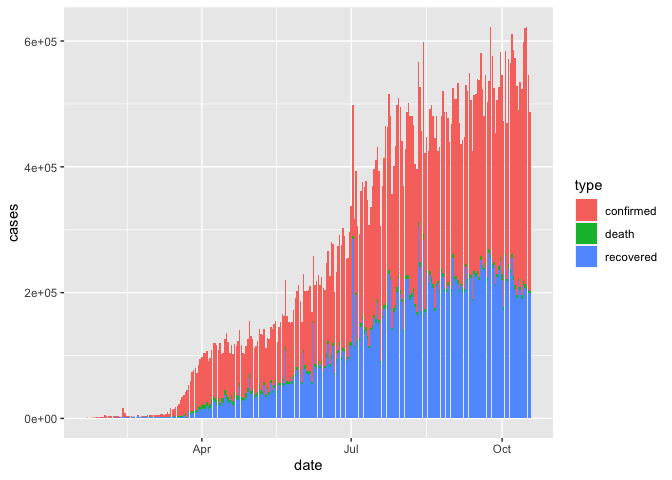 6e+05
4e+05
2e+05
0e+00
cases
Apr
Jul
Oct
date
type
confirmed
death
recovered